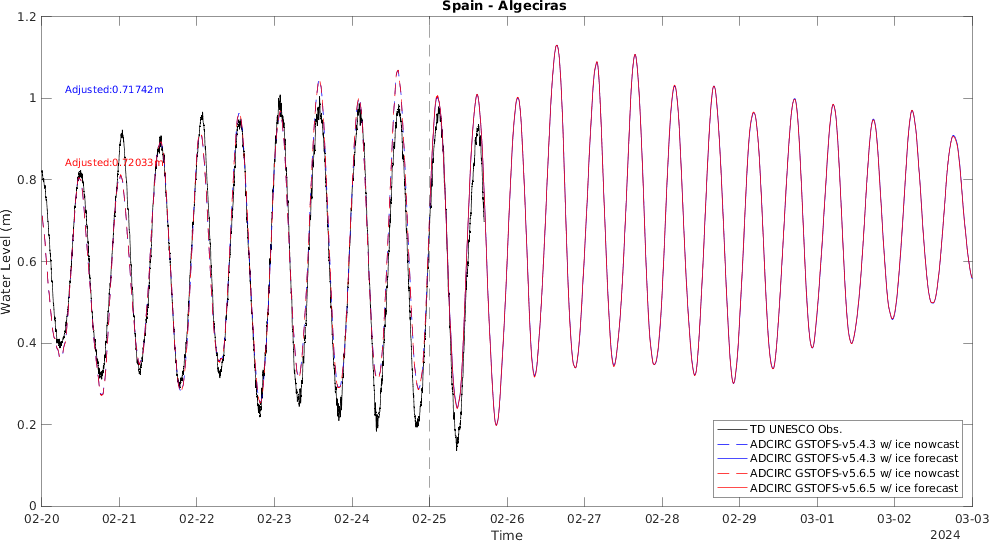 Spain - Algeciras
1.2
1
0.8
0.6
0.4
0.2
0
Water Level (m)
Adjusted:0.71742m
Adjusted:0.72033m
TD UNESCO Obs.
ADCIRC GSTOFS-v5.4.3 w/ ice nowcast
ADCIRC GSTOFS-v5.4.3 w/ ice forecast
ADCIRC GSTOFS-v5.6.5 w/ ice nowcast
ADCIRC GSTOFS-v5.6.5 w/ ice forecast
02-20 02-21 02-22 02-23 02-24 02-25 02-26 02-27 02-28 02-29 03-01 03-02 03-03
Time
2024